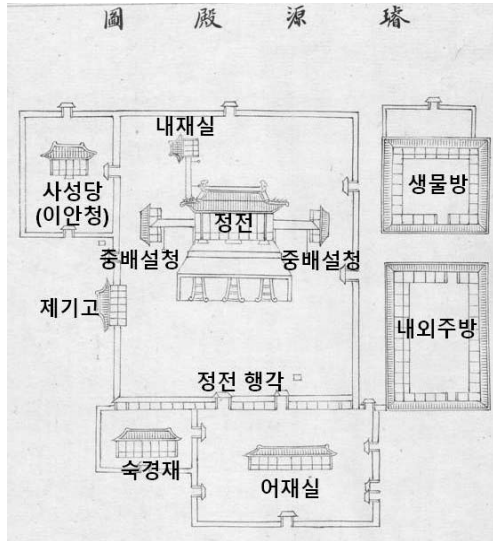 圖 殿 源 璿
내재실
사성당
(이안청)
정전
생물방
중배설청
중배설청
제기고
내외주방
정전 행각
숙경재
어재실